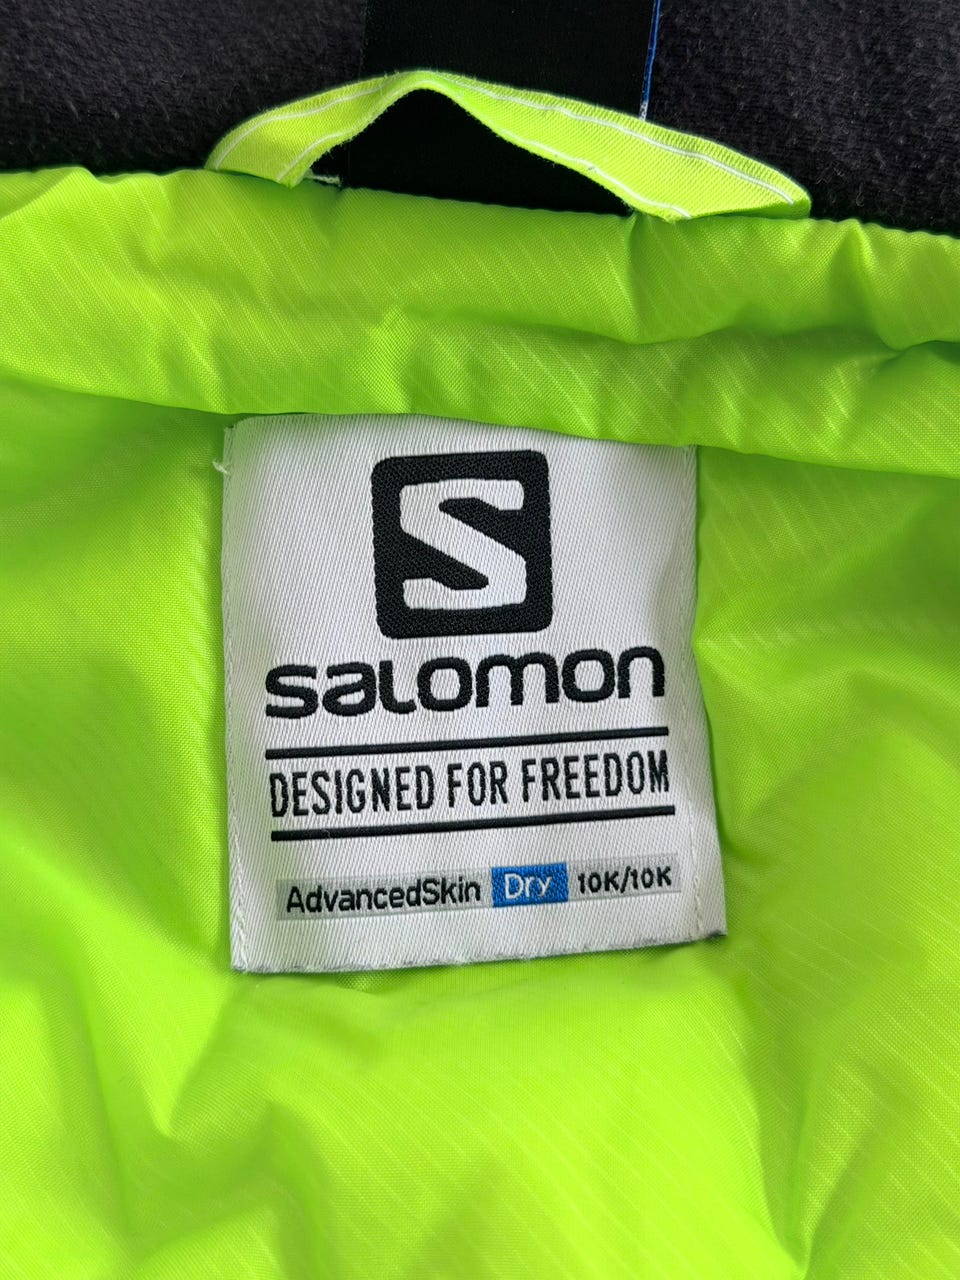 S
salomon
DESIGNED FOR FREEDOM
AdvancedSkin Dry 10K/10K